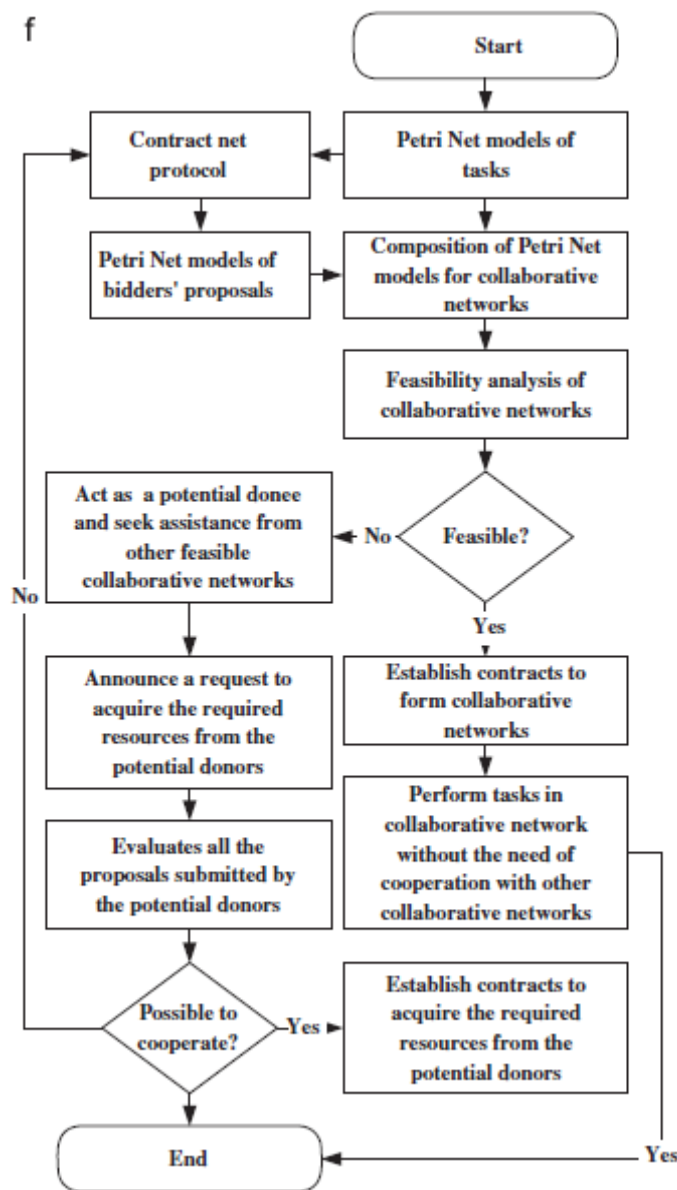 f
Start
Contract net
protocol
Petri Net models of
tasks
Petri Net models of
bidders' proposals
Composition of Petri Net
models for collaborative
networks
Feasibility analysis of
collaborative networks
Act as a potential donee
and seek assistance from
other feasible
collaborative networks
No
Feasible?
No
Yes
Announce a request to
acquire the required
resources from the
potential donors
Establish contracts to
form collaborative
networks
Evaluates all the
proposals submitted by
the potential donors
Perform tasks in
collaborative network
without the need of
cooperation with other
collaborative networks
Possible to
cooperate?
Yes
Establish contracts to
acquire the required
resources from the
potential donors
End
Yes